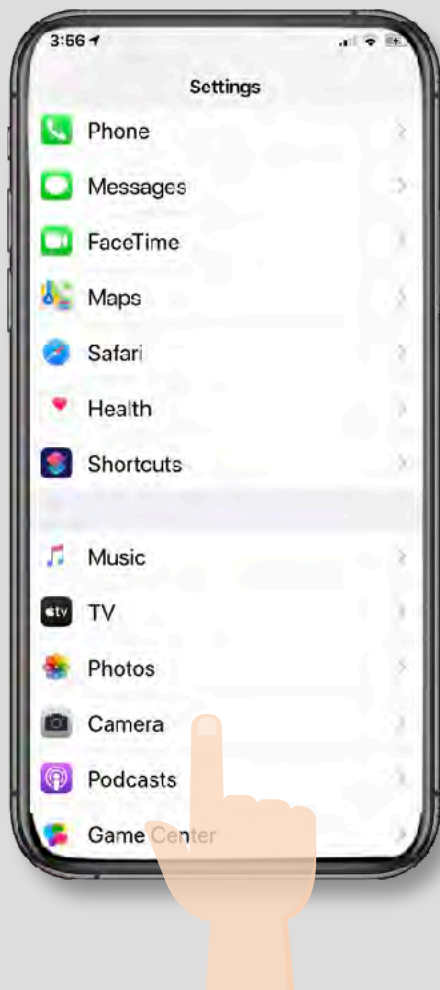 3:56
Settings
Phone
Messages
FaceTime
Maps
Safari
Health
Shortcuts
Music
tv TV
Photos
Camera
Podcasts
Game Center